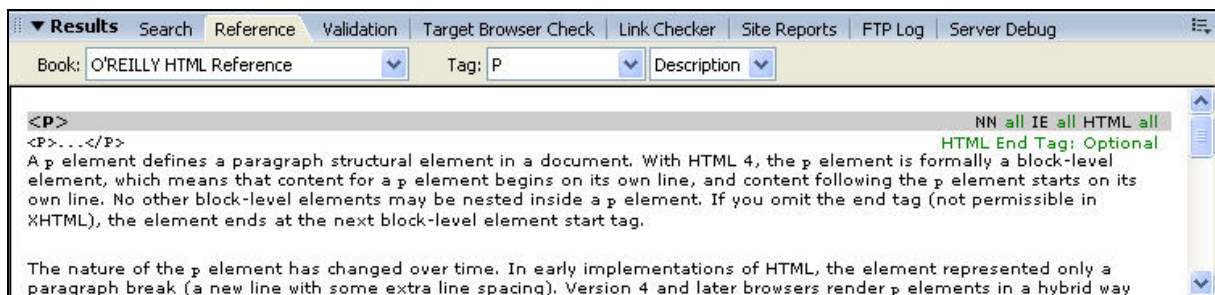 ▼ Results Search Reference Validation | Target Browser Check | Link Checker | Site Reports | FTP Log | Server Debug
Book: O'REILLY HTML Reference Tag: P Description
<P> NN all IE all HTML all
<P>...</P> HTML End Tag: Optional
A p element defines a paragraph structural element in a document. With HTML 4, the p element is formally a block-level
element, which means that content for a p element begins on its own line, and content following the p element starts on its
own line. No other block-level elements may be nested inside a p element. If you omit the end tag (not permissible in
XHTML), the element ends at the next block-level element start tag.
The nature of the p element has changed over time. In early implementations of HTML, the element represented only a
paragraph break (a new line with some extra line spacing). Version 4 and later browsers render p elements in a hybrid way